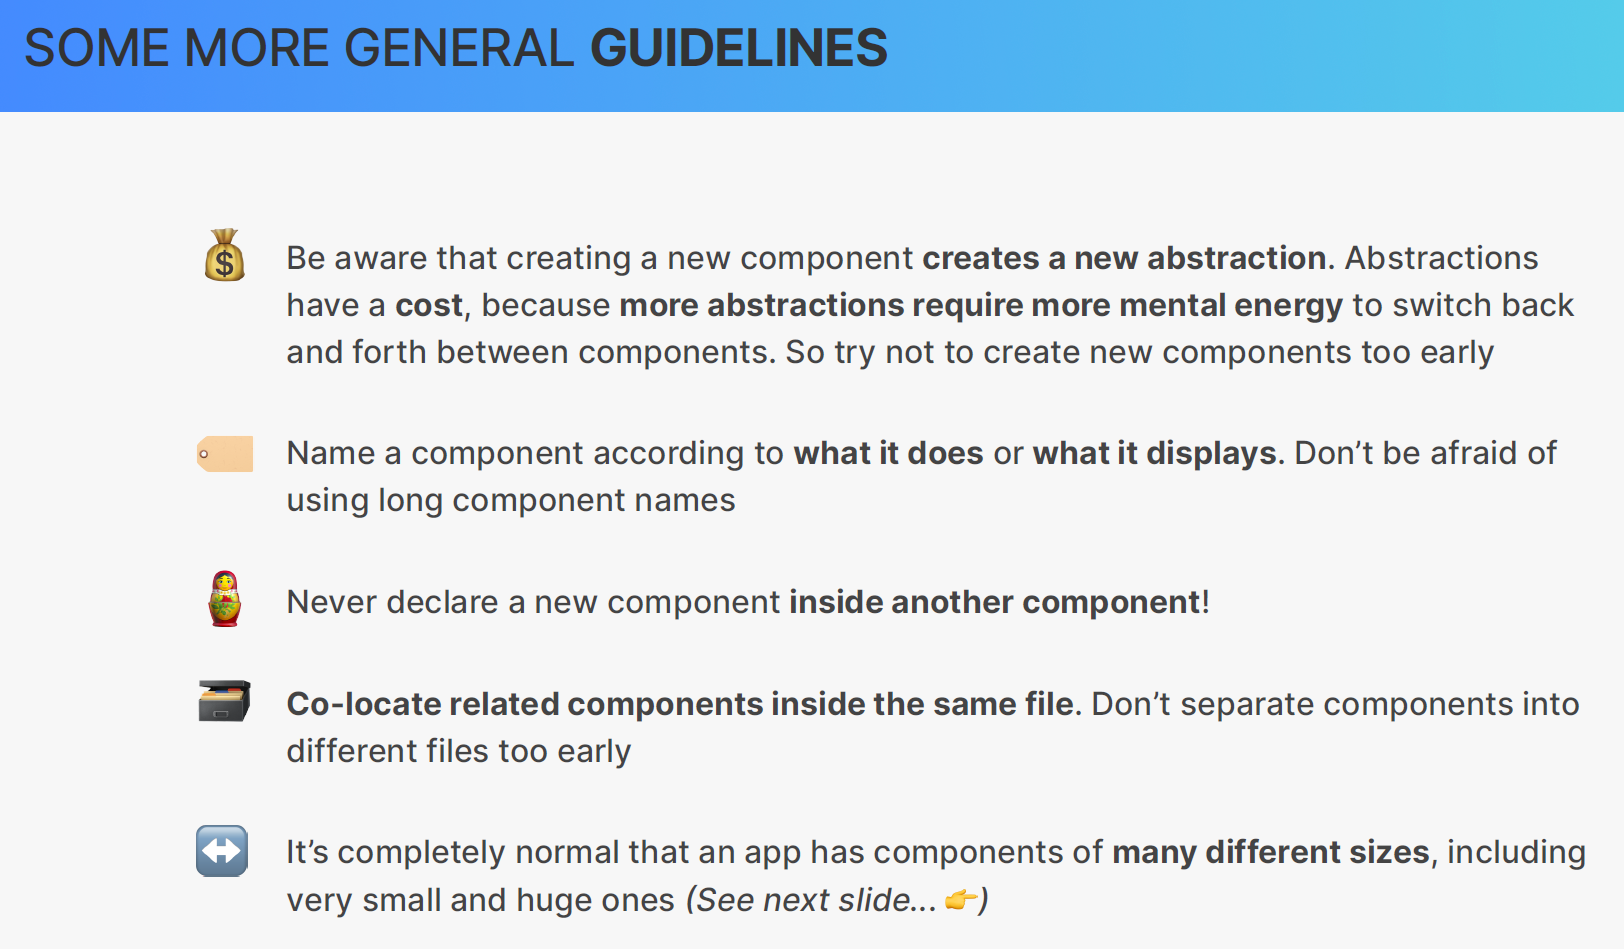 SOME MORE GENERAL GUIDELINES
Be aware that creating a new component creates a new abstraction. Abstractions
have a cost, because more abstractions require more mental energy to switch back
and forth between components. So try not to create new components too early
Name a component according to what it does or what it displays. Don’t be afraid of
using long component names
Never declare a new component inside another component!
Co-locate related components inside the same file. Don’t separate components into
different files too early
It’s completely normal that an app has components of many different sizes, including
very small and huge ones (See next slide... 👉)